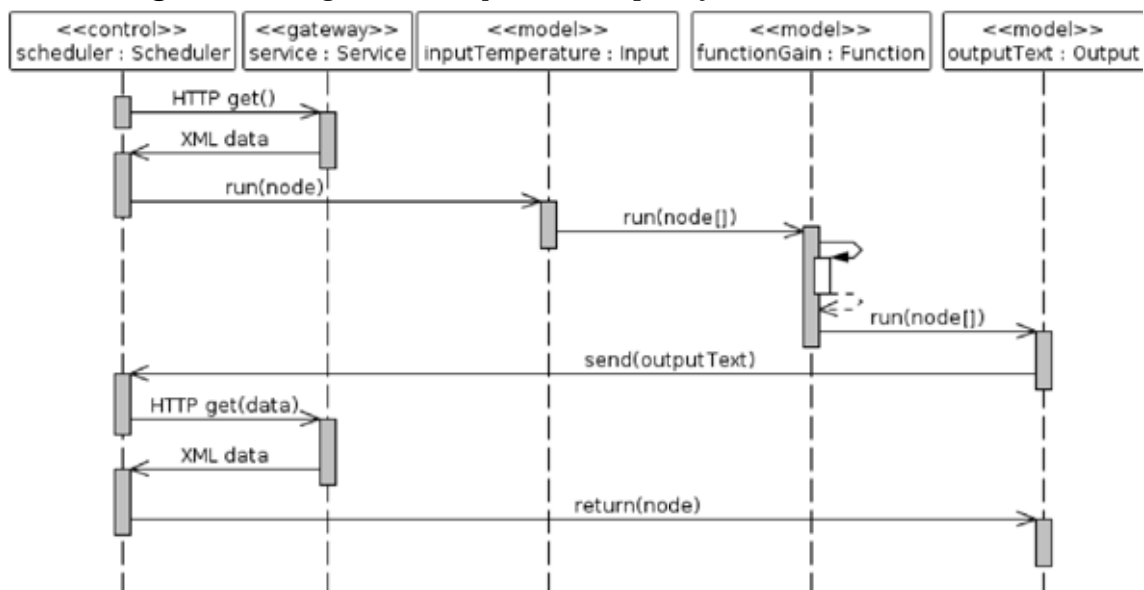 <<control>>
scheduler : Scheduler
<<gateway>>
service : Service
<<model>>
inputTemperature : Input
<<model>>
functionGain : Function
<<model>>
outputText : Output
HTTP get()
XML data
run(node)
run(node[])
run(node[])
send(outputText)
HTTP get(data)
XML data
return(node)